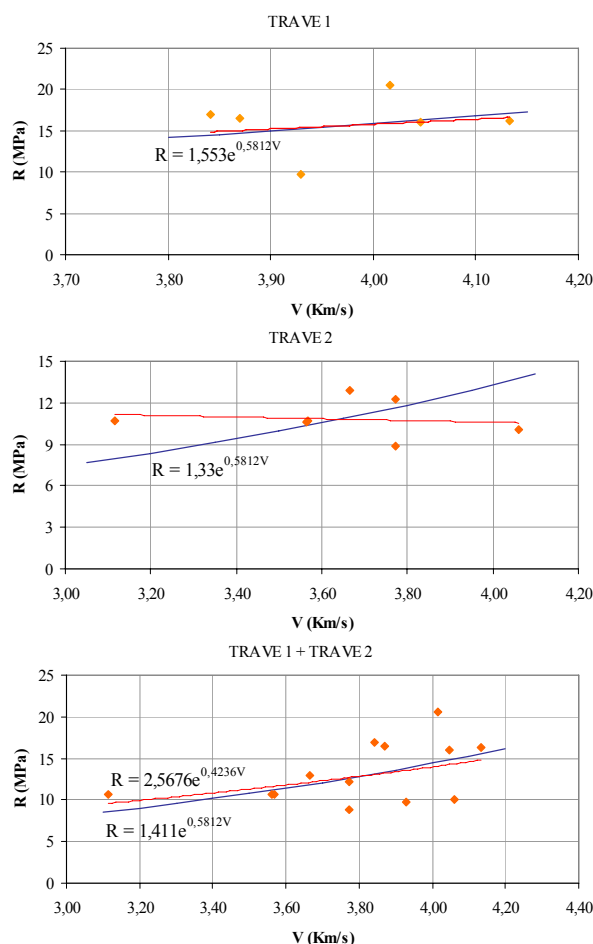 TRAVE 1
25
20
15
10
5
0
R (MPa)
R = 1,553e^0,5812V
3,70 3,80 3,90 4,00 4,10 4,20
V (Km/s)
TRAVE 2
15
12
9
6
3
0
R (MPa)
R = 1,33e^0,5812V
3,00 3,20 3,40 3,60 3,80 4,00 4,20
V (Km/s)
TRAVE 1 + TRAVE 2
25
20
15
10
5
0
R (MPa)
R = 2,5676e^0,4236V
R = 1,411e^0,5812V
3,00 3,20 3,40 3,60 3,80 4,00 4,20 4,40
V (Km/s)